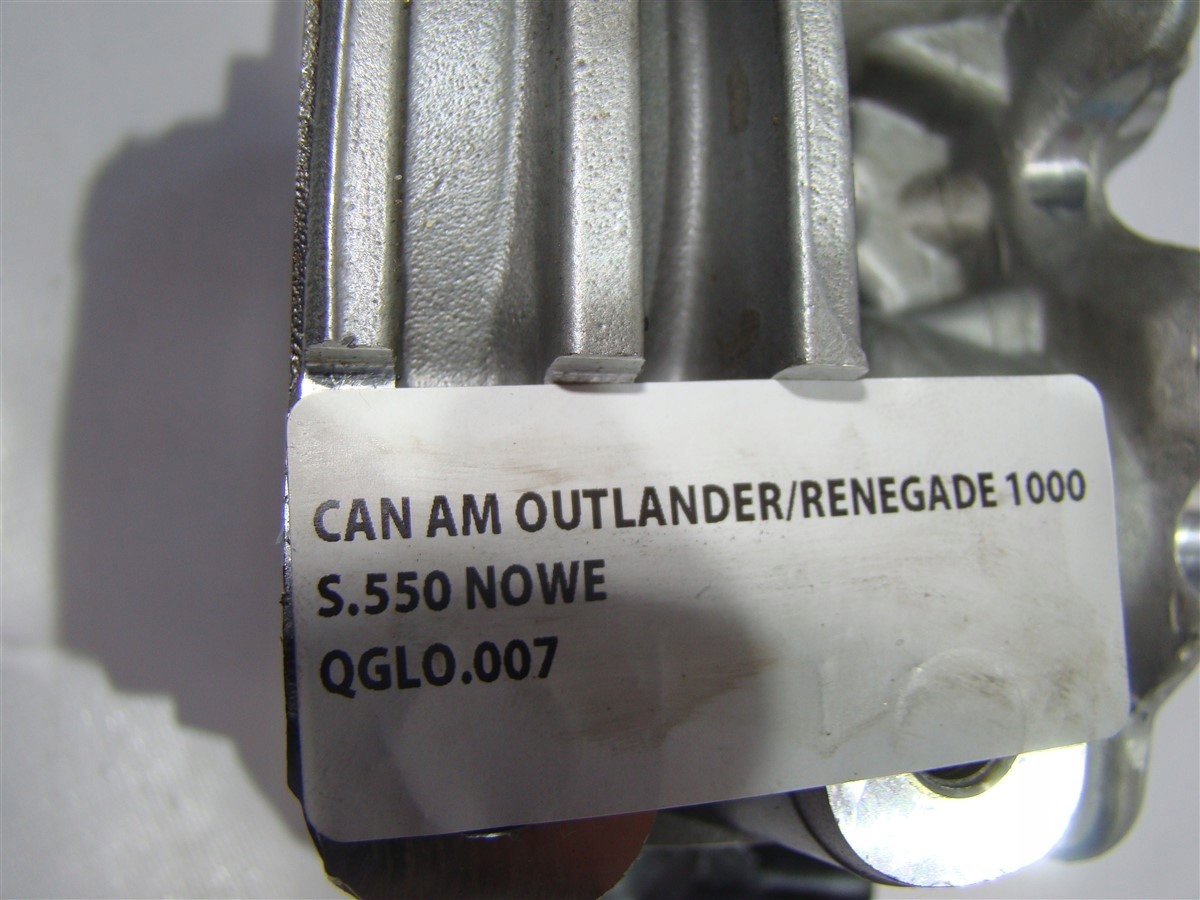 CAN AM OUTLANDER/RENEGADE 1000
S.550 NOWE
QGLO.007